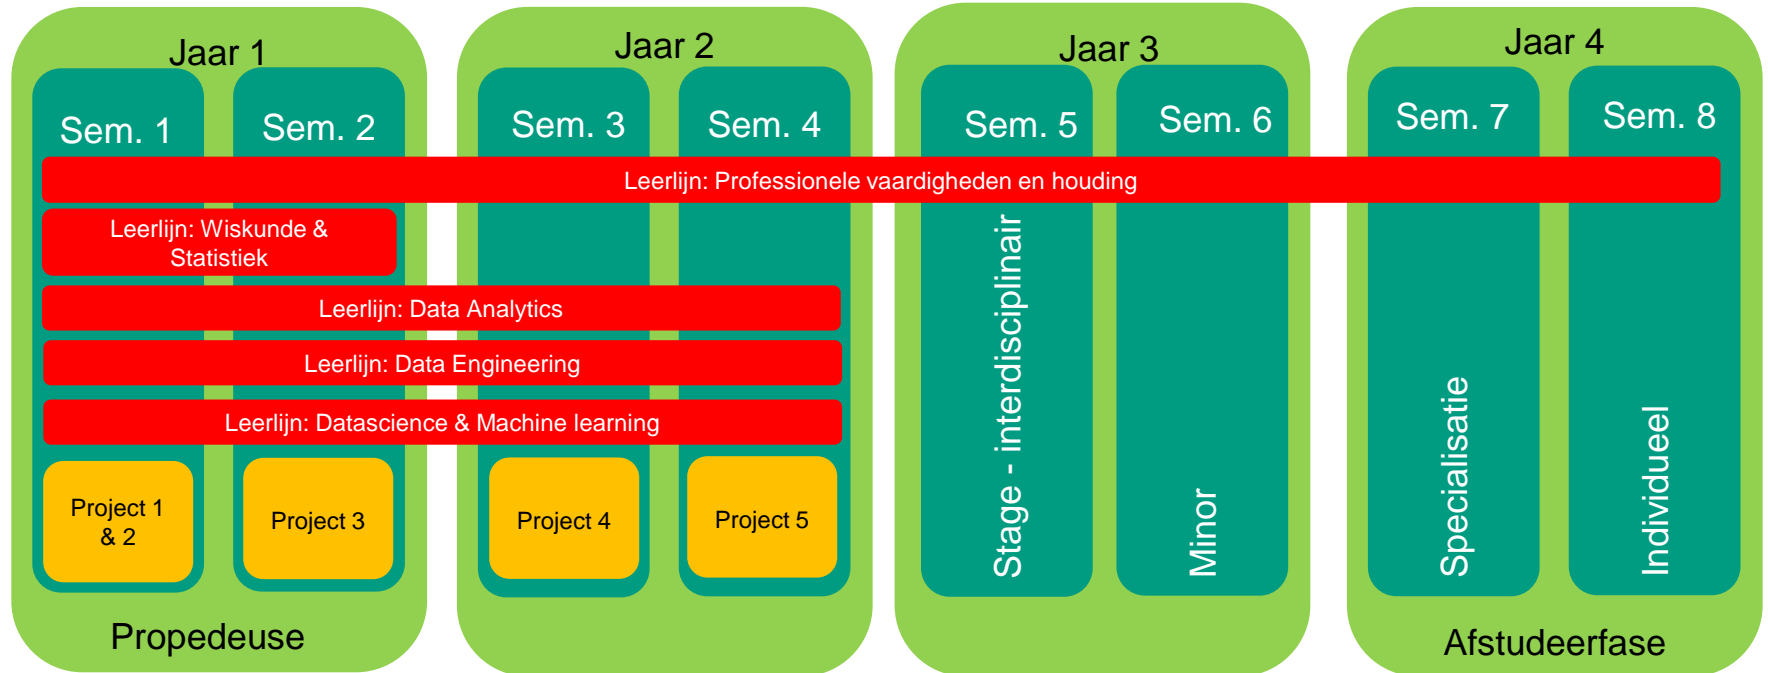 Jaar 1
Jaar 2
Jaar 3
Jaar 4
Sem. 1
Sem. 2
Sem. 3
Sem. 4
Sem. 5
Sem. 6
Sem. 7
Sem. 8
Leerlijn: Professionele vaardigheden en houding
Leerlijn: Wiskunde &
Statistiek
Leerlijn: Data Analytics
Leerlijn: Data Engineering
Leerlijn: Datascience & Machine learning
Project 1
& 2
Project 3
Project 4
Project 5
Stage - interdisciplinair
Minor
Specialisatie
Individueel
Propedeuse
Afstudeerfase